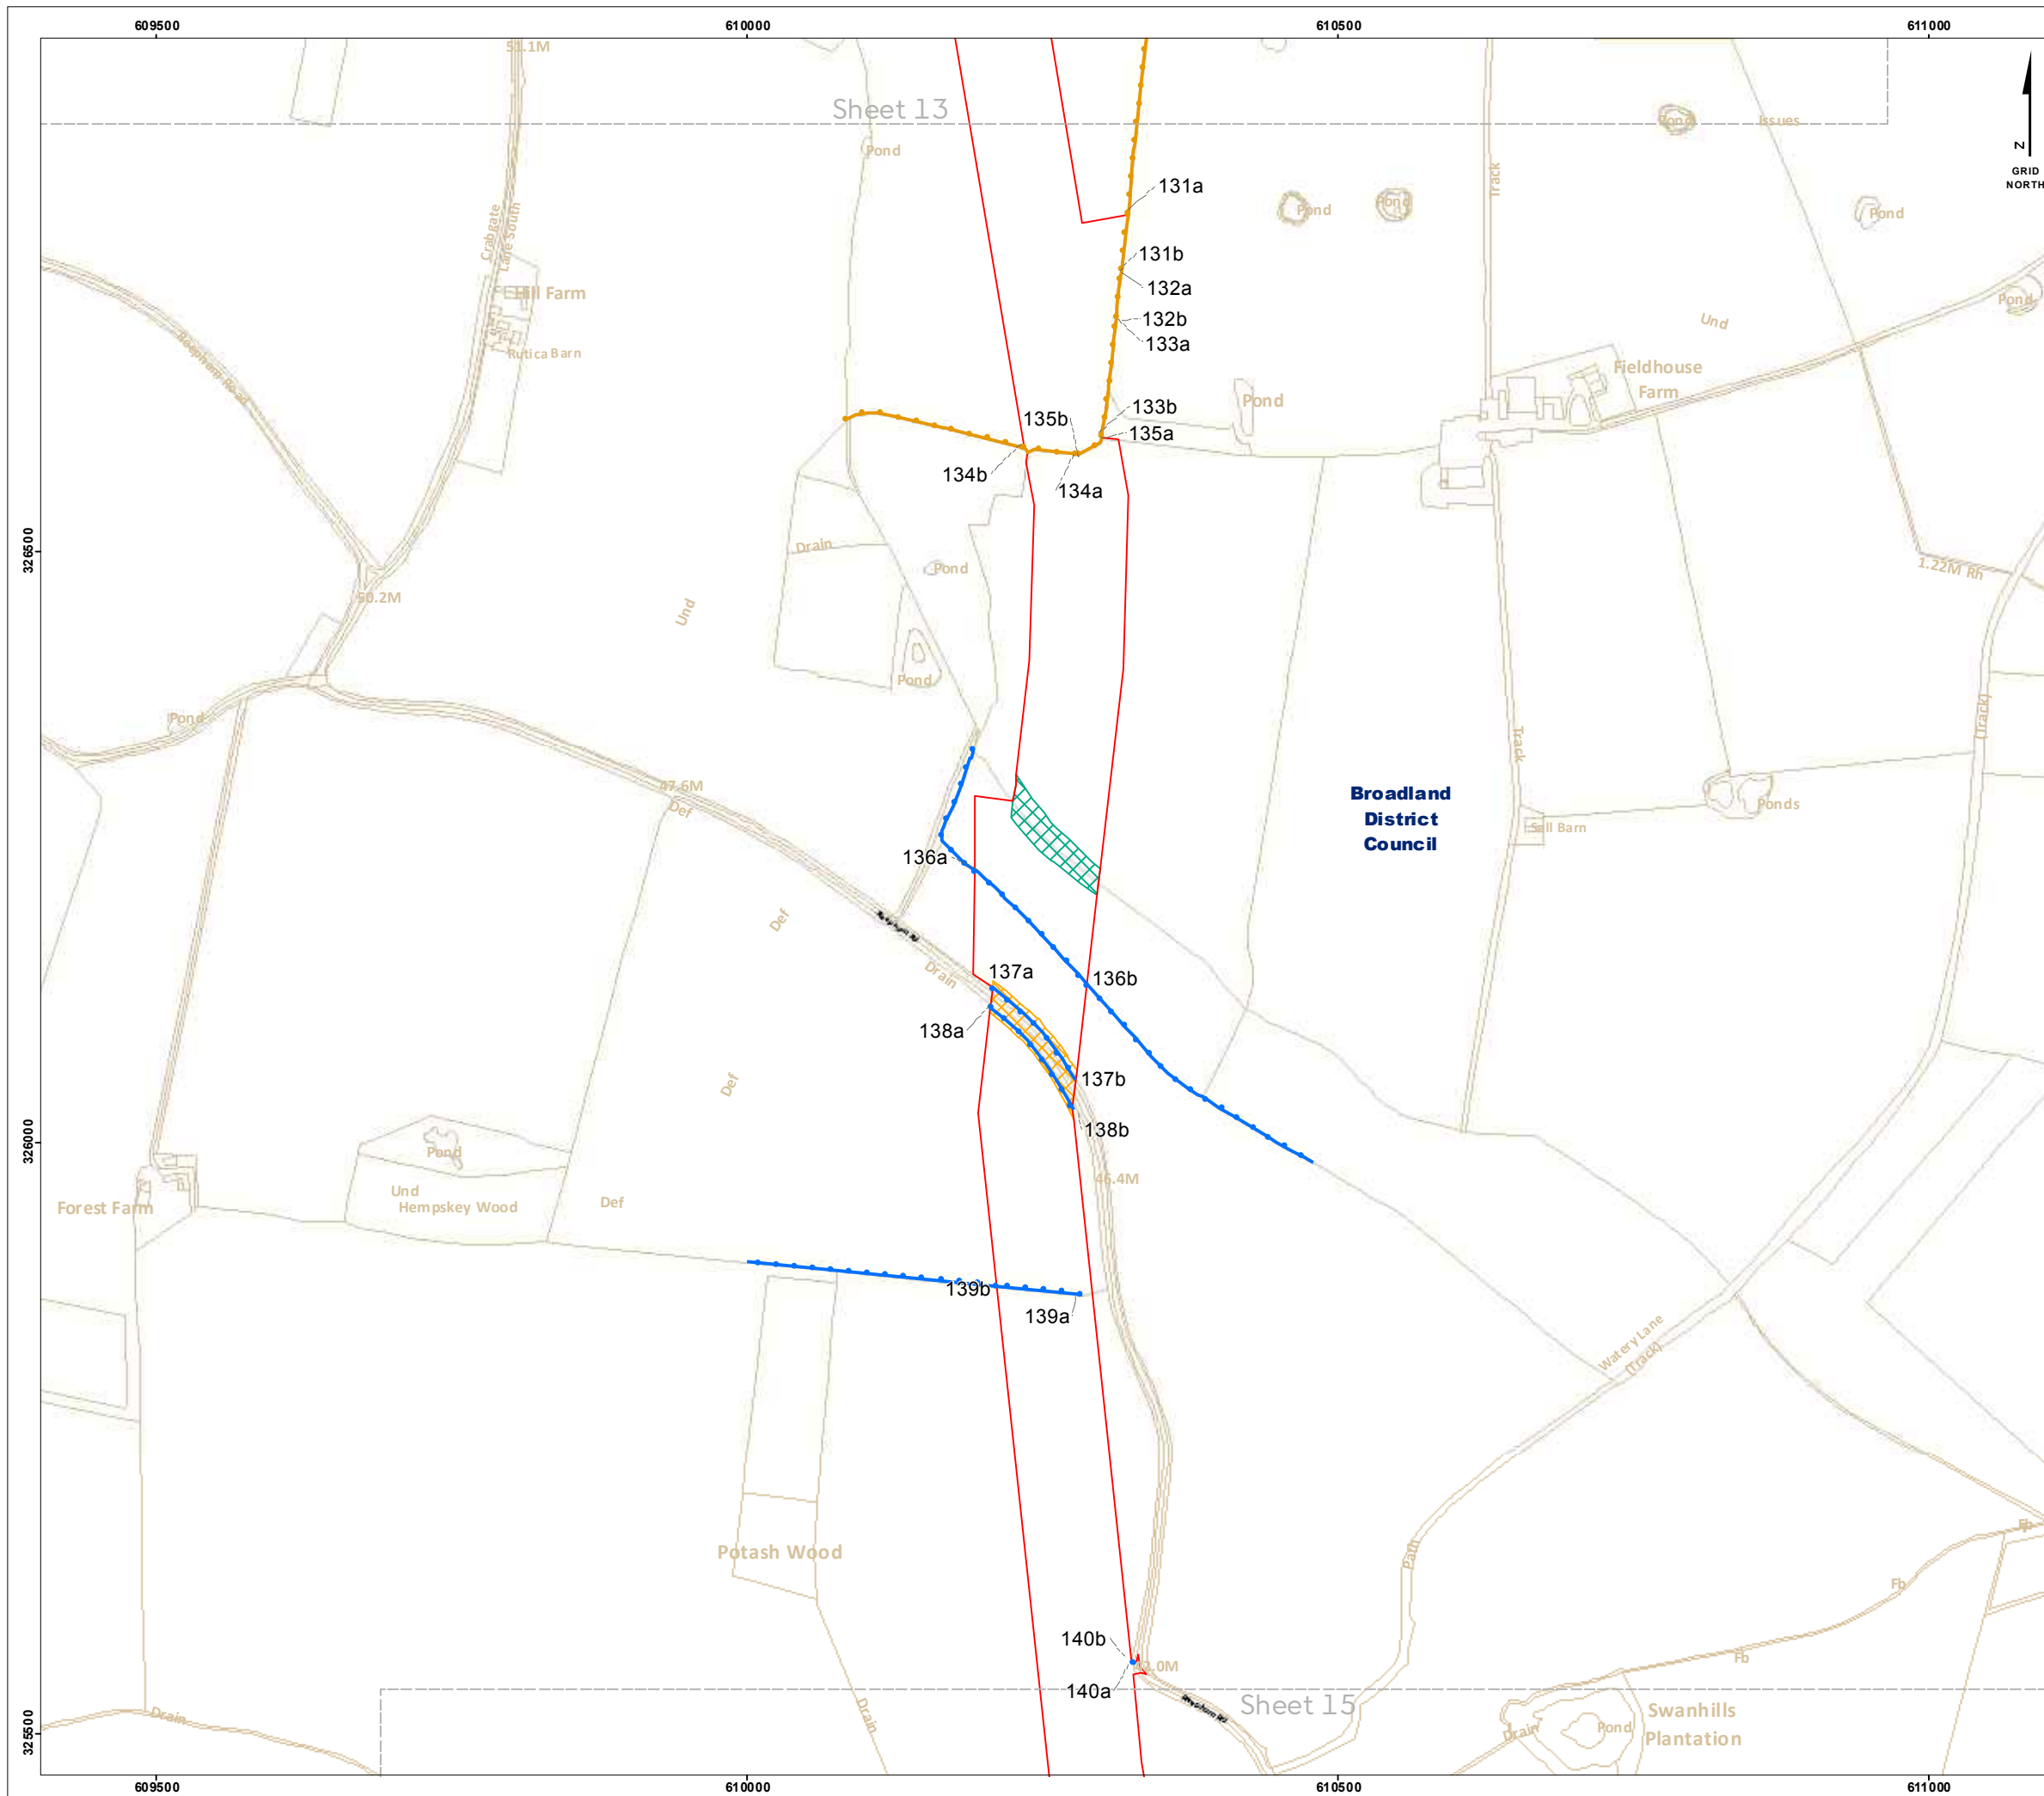 609500
610000
610500
611000
51.1M
Sheet 13
Pond
Pond
Issues
GRID
NORTH
N
Track
131a
Pond
Pond
Pond
Crabgate
Lane South
131b
132a
Hill Farm
Pond
132b
Und
133a
Reepham Road
Rutica Barn
Fieldhouse
Farm
Pond
133b
135b
135a
134b
134a
326500
Drain
Pond
1.22M Rh
50.2M
Und
Pond
Pond
(Track)
Track
47.6M
Def
Broadland
District
Council
Ponds
Sall Barn
136a
Def
Drain
137a
136b
138a
137b
Def
138b
326000
Pond
46.4M
Und
Hempskey Wood
Def
Forest Farm
139b
139a
Watery Lane
(Track)
Potash Wood
Path
Fb
Fb
140b
Fb
140a
Sheet 15
Drain
Drain
Swanhills
Plantation
Pond
Drain
325500
609500
610000
610500
611000